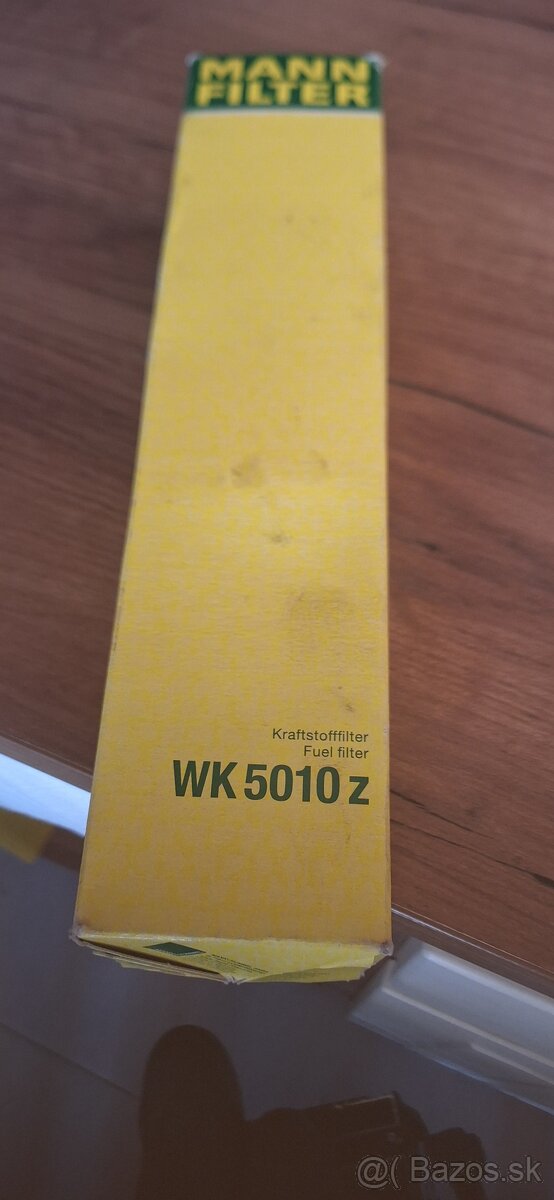 MANN
FILTER
Kraftstofffilter
Fuel filter
WK 5010 z
@( Bazos.sk